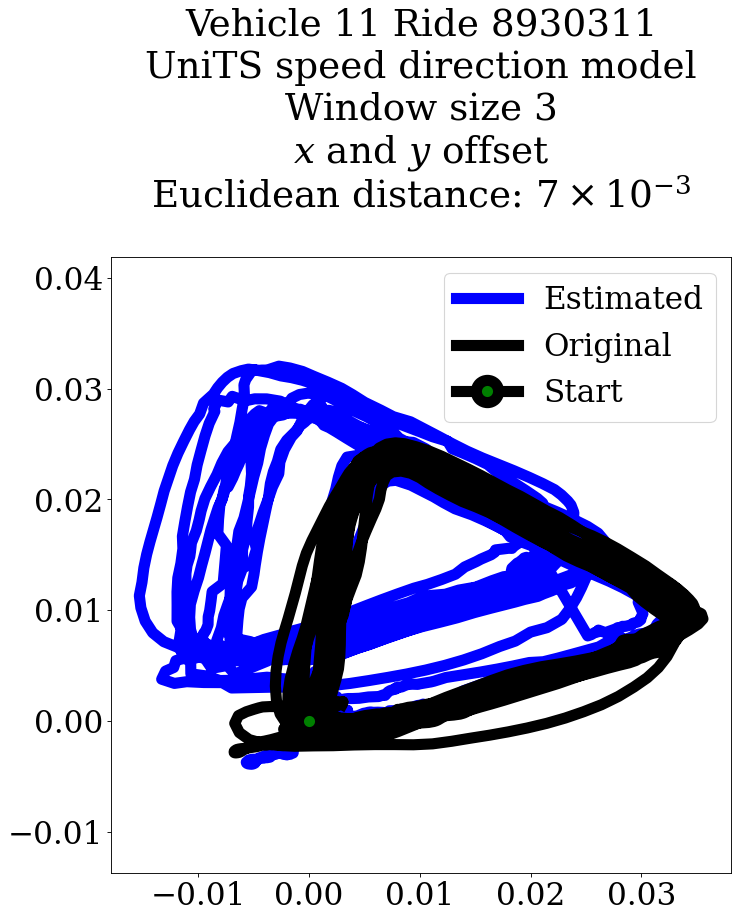 Vehicle 11 Ride 8930311
UniTS speed direction model
Window size 3
x and y offset
Euclidean distance: 7 × 10⁻³
Estimated
Original
Start
0.04
0.03
0.02
0.01
0.00
−0.01
−0.01 0.00 0.01 0.02 0.03